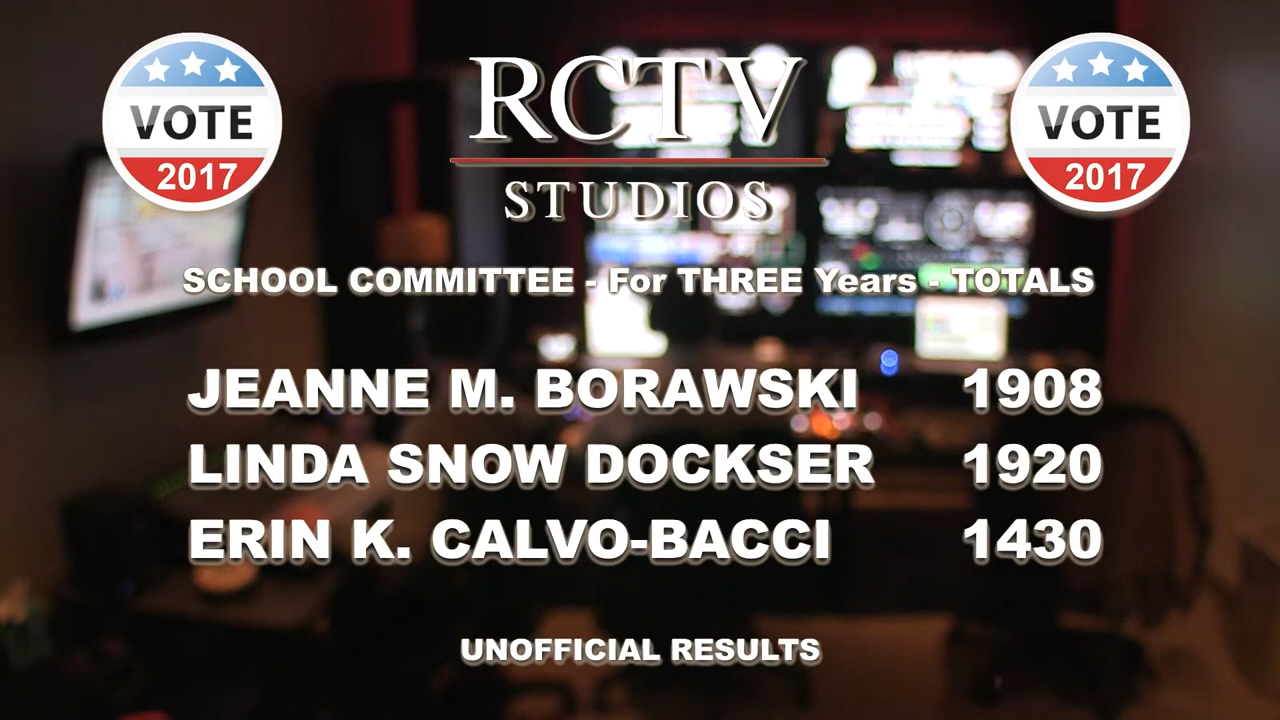 VOTE
2017
RCTV
STUDIOS
VOTE
2017
SCHOOL COMMITTEE - For THREE Years - TOTALS
JEANNE M. BORAWSKI 1908
LINDA SNOW DOCKSER 1920
ERIN K. CALVO-BACCI 1430
UNOFFICIAL RESULTS